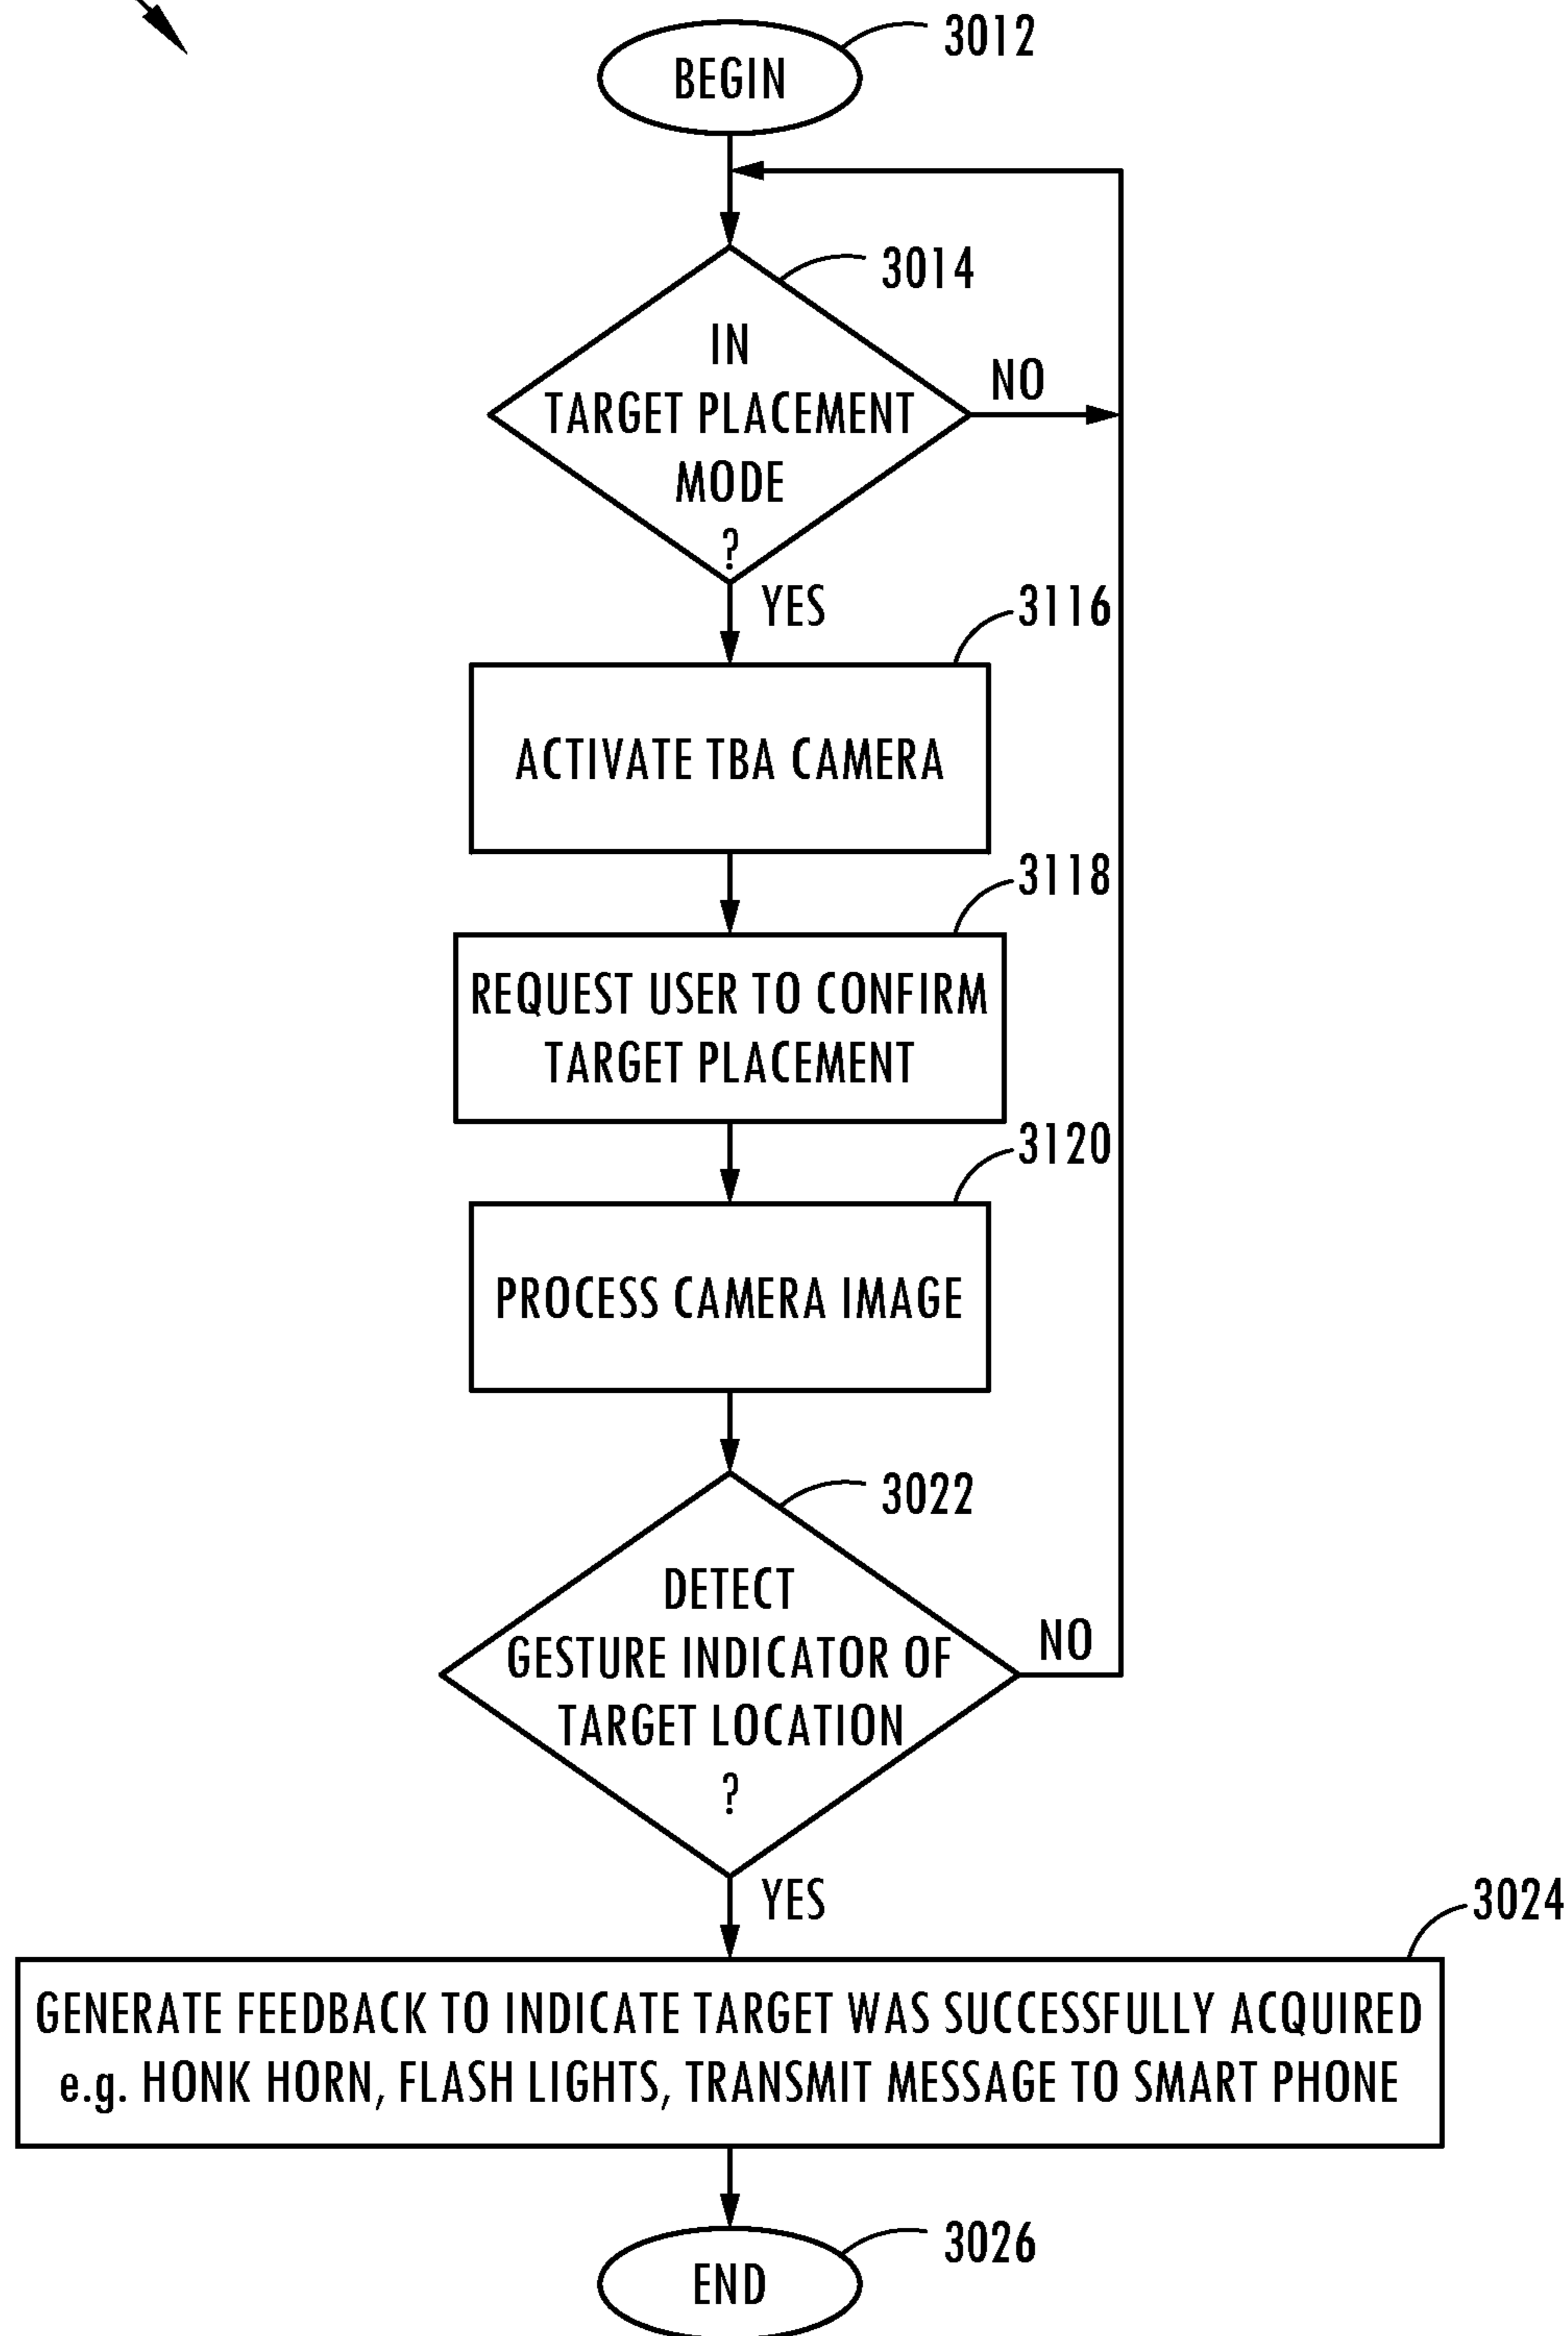 3012
BEGIN
3014
IN
TARGET PLACEMENT
MODE
?
NO
YES
3116
ACTIVATE TBA CAMERA
3118
REQUEST USER TO CONFIRM
TARGET PLACEMENT
3120
PROCESS CAMERA IMAGE
3022
DETECT
GESTURE INDICATOR OF
TARGET LOCATION
?
NO
YES
3024
GENERATE FEEDBACK TO INDICATE TARGET WAS SUCCESSFULLY ACQUIRED
e.g. HONK HORN, FLASH LIGHTS, TRANSMIT MESSAGE TO SMART PHONE
3026
END